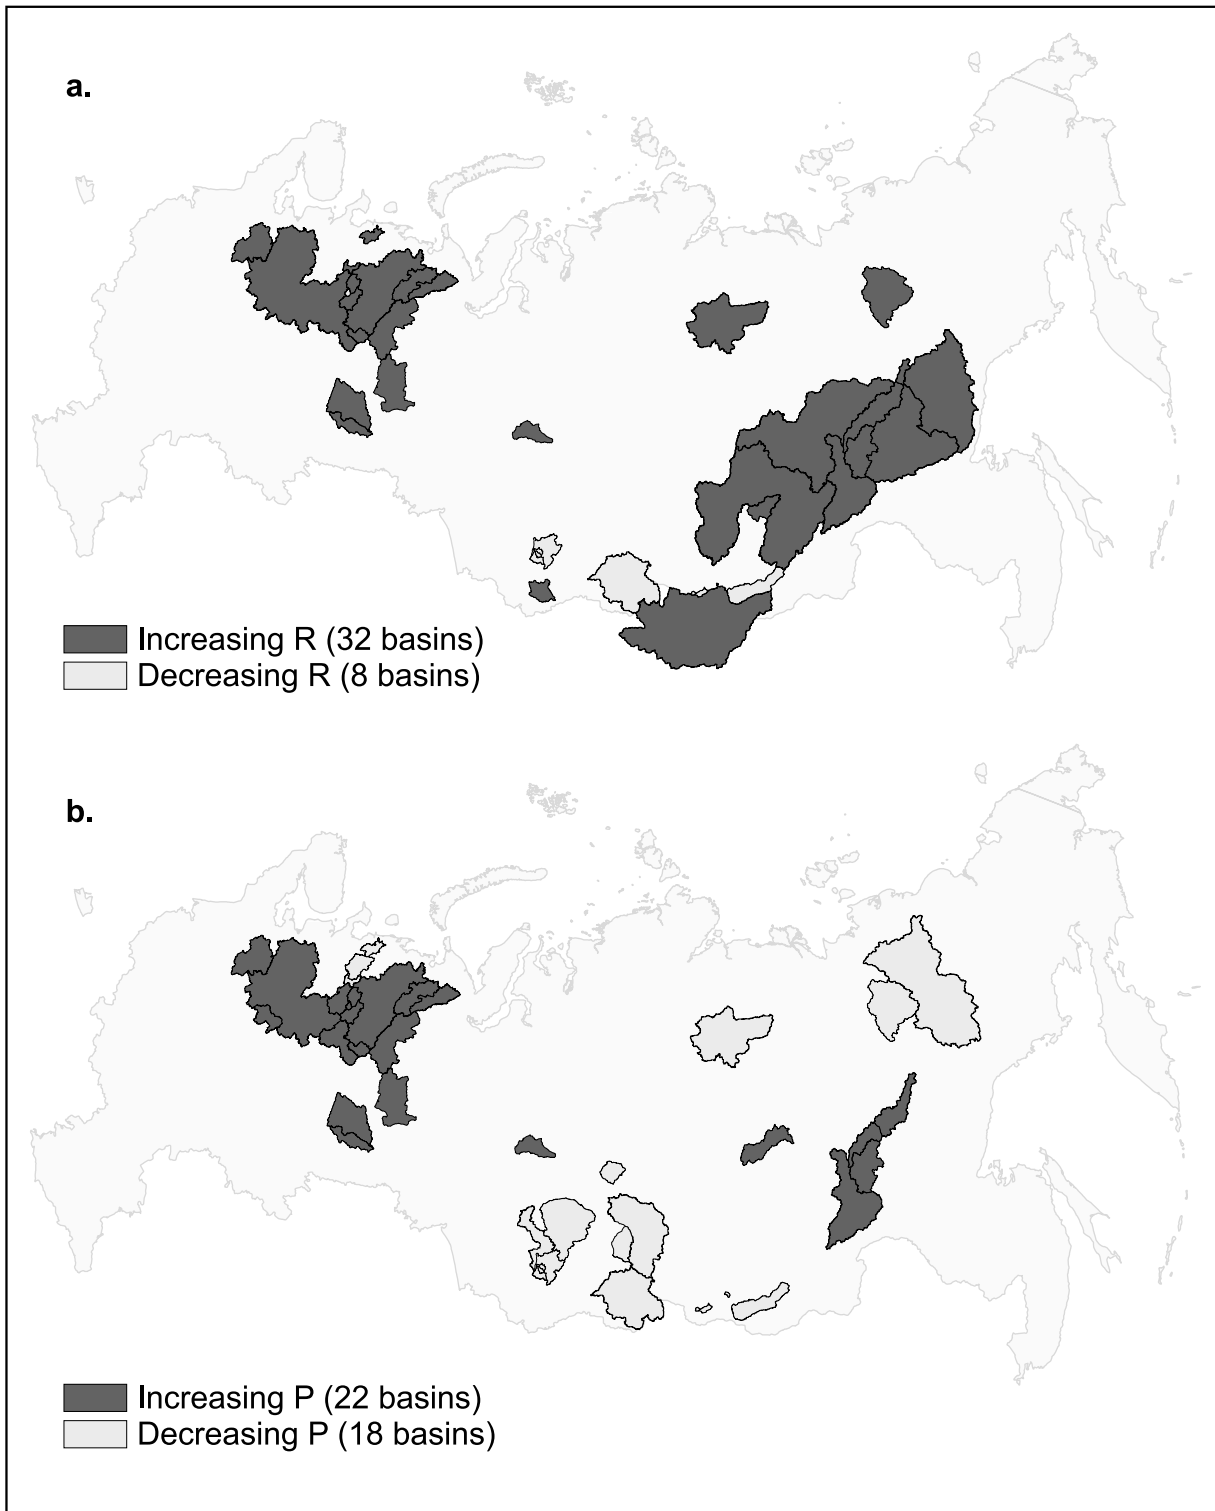 a.
Increasing R (32 basins)
Decreasing R (8 basins)
b.
Increasing P (22 basins)
Decreasing P (18 basins)